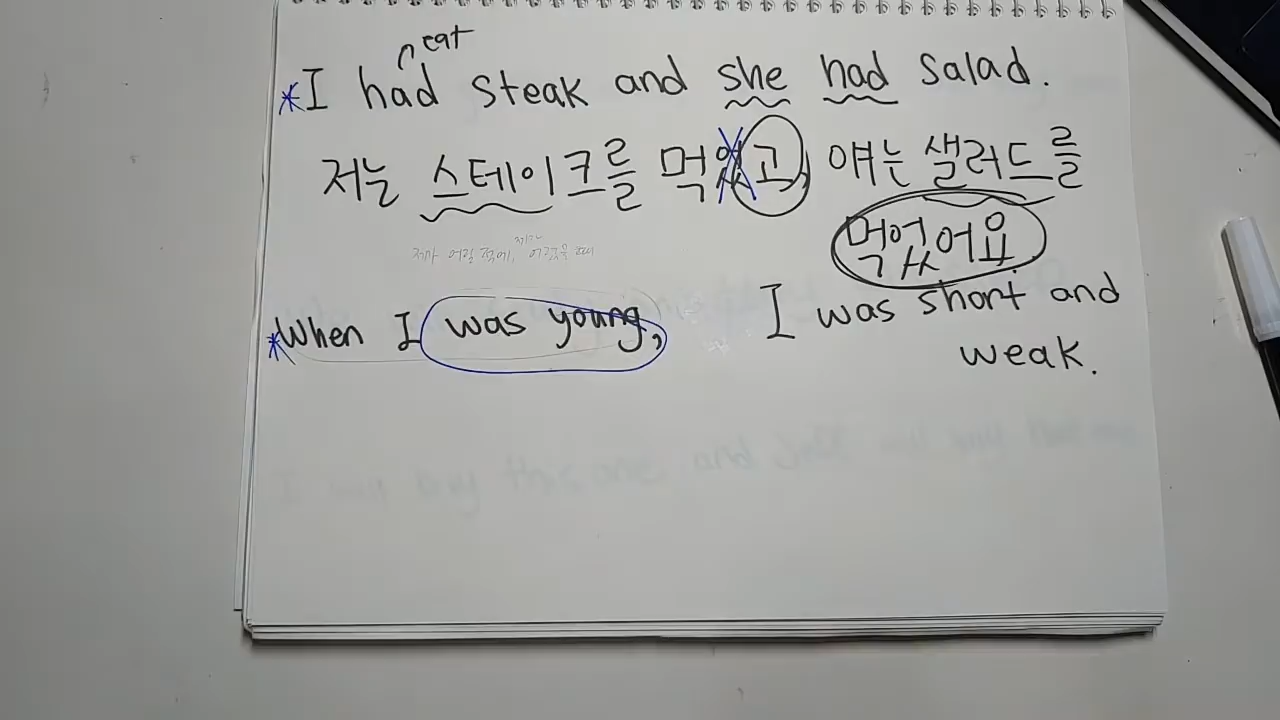 eat
*I had steak and she had salad.
저는 스테이크를 먹었고, 얘는 샐러드를
먹었어요
*When I was young, I was short and
weak.